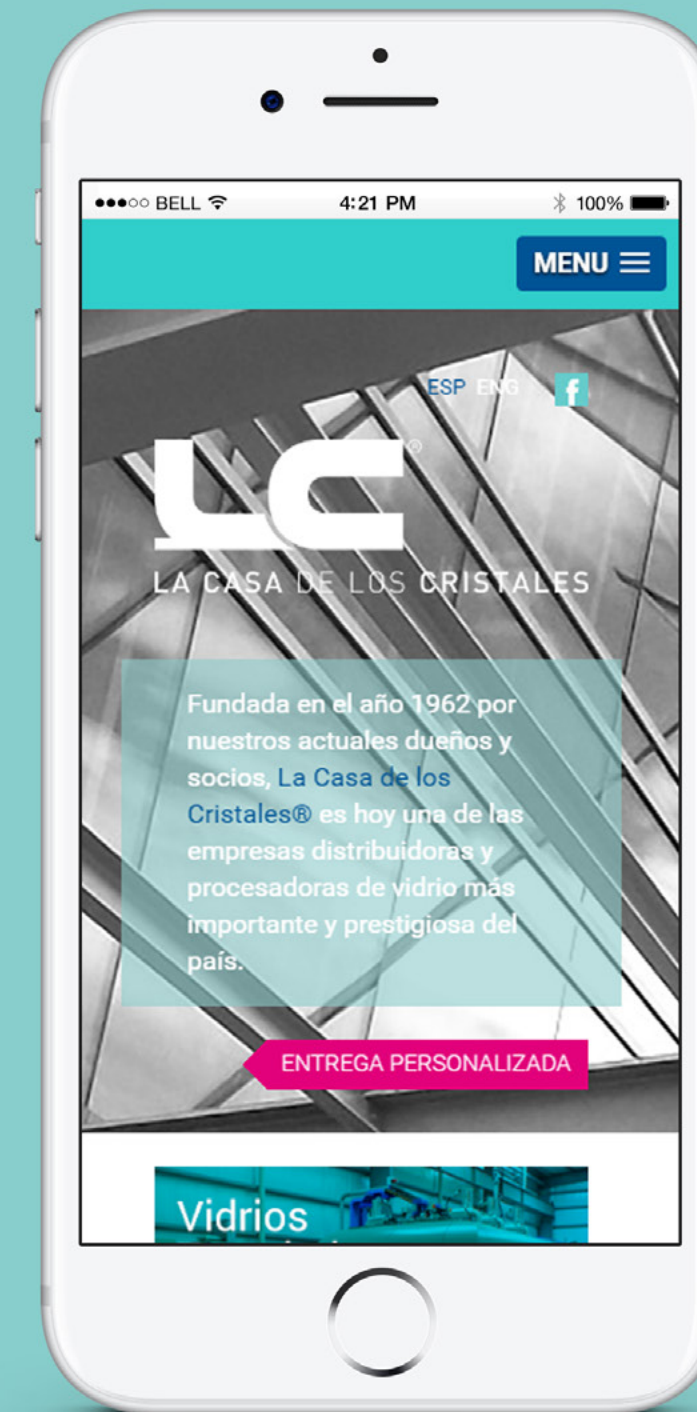 BELL 4:21 PM 100%
MENU
ESP ENG f
LC®
LA CASA DE LOS CRISTALES
Fundada en el año 1962 por
nuestros actuales dueños y
socios, La Casa de los
Cristales® es hoy una de las
empresas distribuidoras y
procesadoras de vidrio más
importante y prestigiosa del
país.
ENTREGA PERSONALIZADA
Vidrios